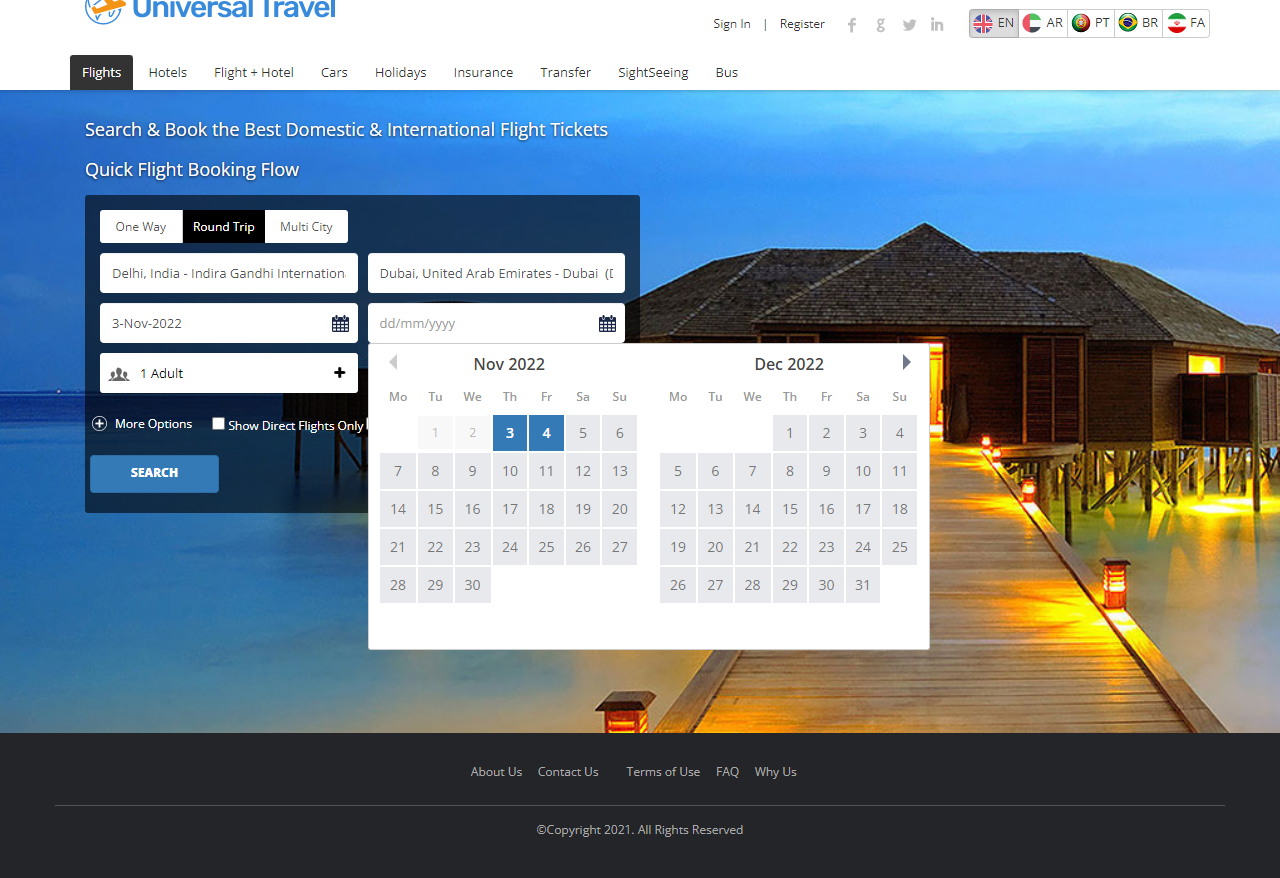 Universal Travel
Sign In | Register
EN AR PT BR FA
Flights Hotels Flight + Hotel Cars Holidays Insurance Transfer SightSeeing Bus
Search & Book the Best Domestic & International Flight Tickets
Quick Flight Booking Flow
One Way Round Trip Multi City
Delhi, India - Indira Gandhi Internation Dubai, United Arab Emirates - Dubai (D
3-Nov-2022 dd/mm/yyyy
1 Adult
More Options Show Direct Flights Only
SEARCH
Nov 2022
Mo Tu We Th Fr Sa Su
1 2 3 4 5 6
7 8 9 10 11 12 13
14 15 16 17 18 19 20
21 22 23 24 25 26 27
28 29 30
Dec 2022
Mo Tu We Th Fr Sa Su
1 2 3 4
5 6 7 8 9 10 11
12 13 14 15 16 17 18
19 20 21 22 23 24 25
26 27 28 29 30 31
About Us Contact Us Terms of Use FAQ Why Us
©Copyright 2021. All Rights Reserved